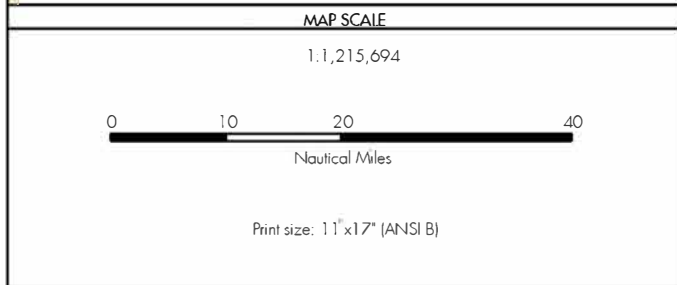 MAP SCALE
1:1,215,694
0 10 20 40
Nautical Miles
Print size: 11"x17" (ANSI B)